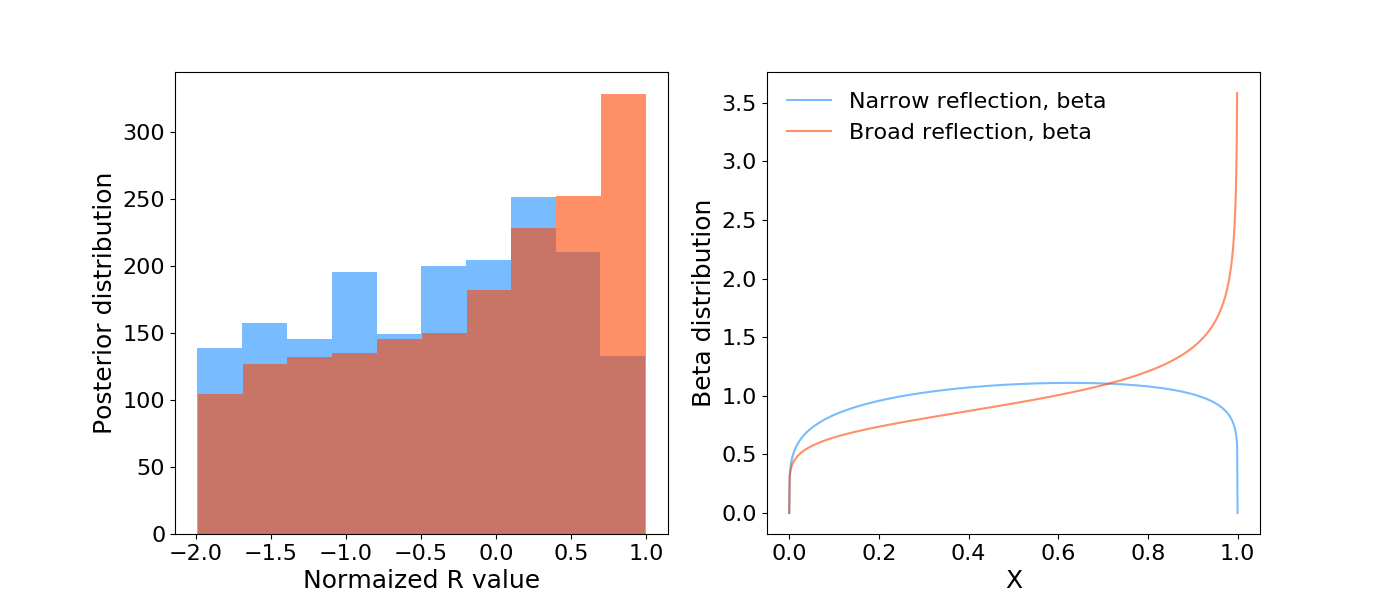 Posterior distribution
300
250
200
150
100
50
0
−2.0 −1.5 −1.0 −0.5 0.0 0.5 1.0
Normaized R value
Beta distribution
3.5
3.0
2.5
2.0
1.5
1.0
0.5
0.0
Narrow reflection, beta
Broad reflection, beta
0.0 0.2 0.4 0.6 0.8 1.0
X